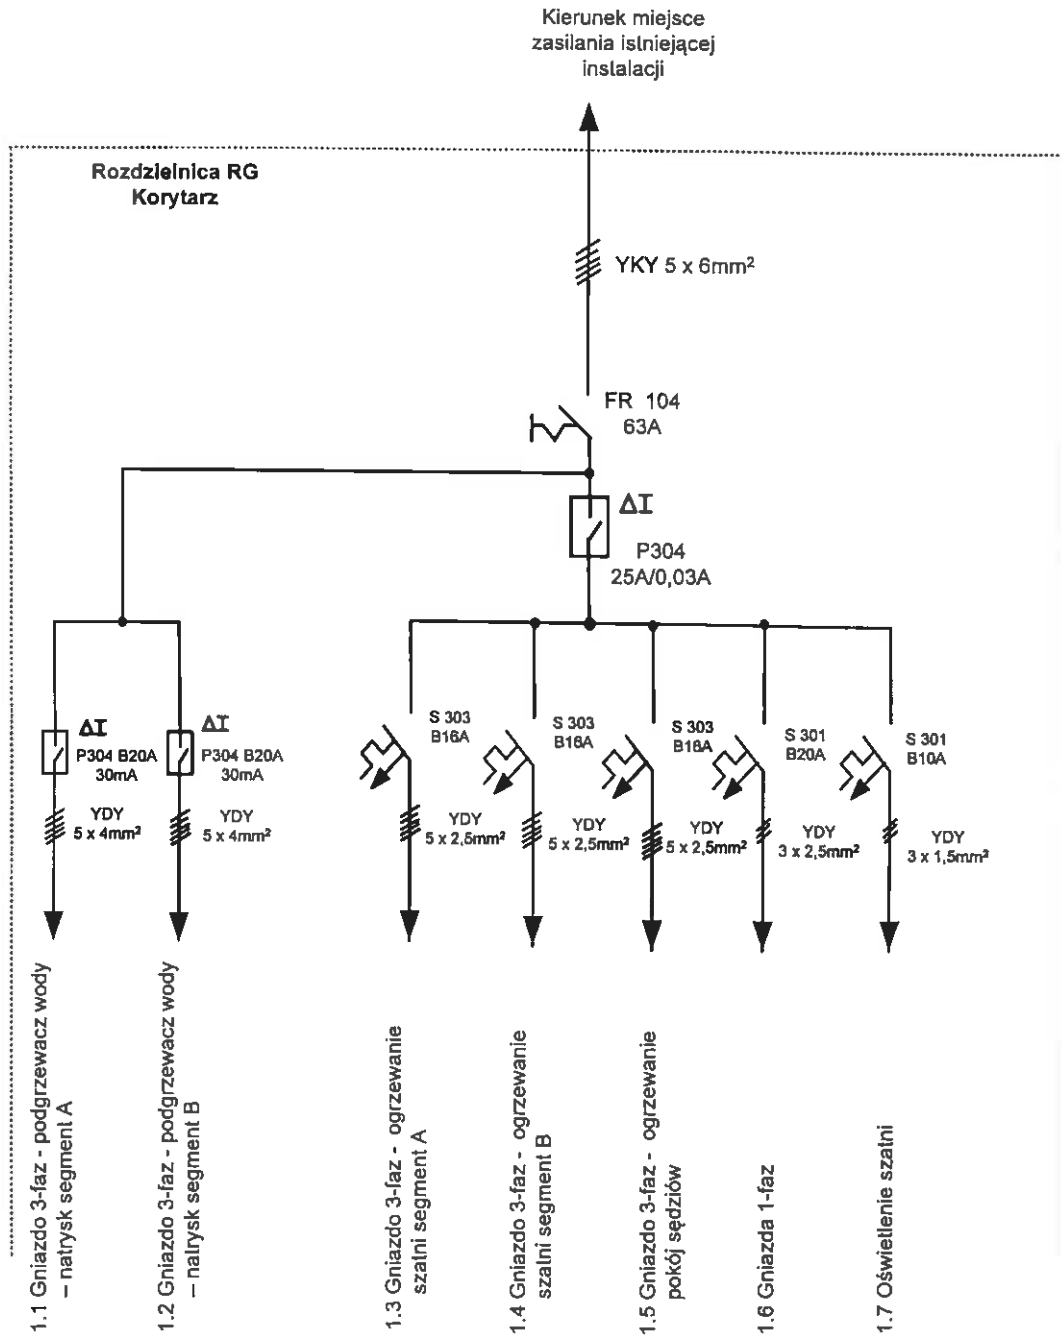 Kierunek miejsce
zasilania istniejącej
instalacji
Rozdzielnica RG
Korytarz
YKY 5 x 6mm²
FR 104
63A
ΔI
P304
25A/0,03A
ΔI
P304 B20A
30mA
ΔI
P304 B20A
30mA
S 303
B16A
S 303
B16A
S 303
B16A
S 301
B20A
S 301
B10A
YDY
5 x 4mm²
YDY
5 x 4mm²
YDY
5 x 2,5mm²
YDY
5 x 2,5mm²
YDY
5 x 2,5mm²
YDY
3 x 2,5mm²
YDY
3 x 1,5mm²
1.1 Gniazdo 3-faz - podgrzewacz wody
– natrysk segment A
1.2 Gniazdo 3-faz - podgrzewacz wody
– natrysk segment B
1.3 Gniazdo 3-faz - ogrzewanie
szatni segment A
1.4 Gniazdo 3-faz - ogrzewanie
szatni segment B
1.5 Gniazdo 3-faz - ogrzewanie
pokój sędziów
1.6 Gniazda 1-faz
1.7 Oświetlenie szatni